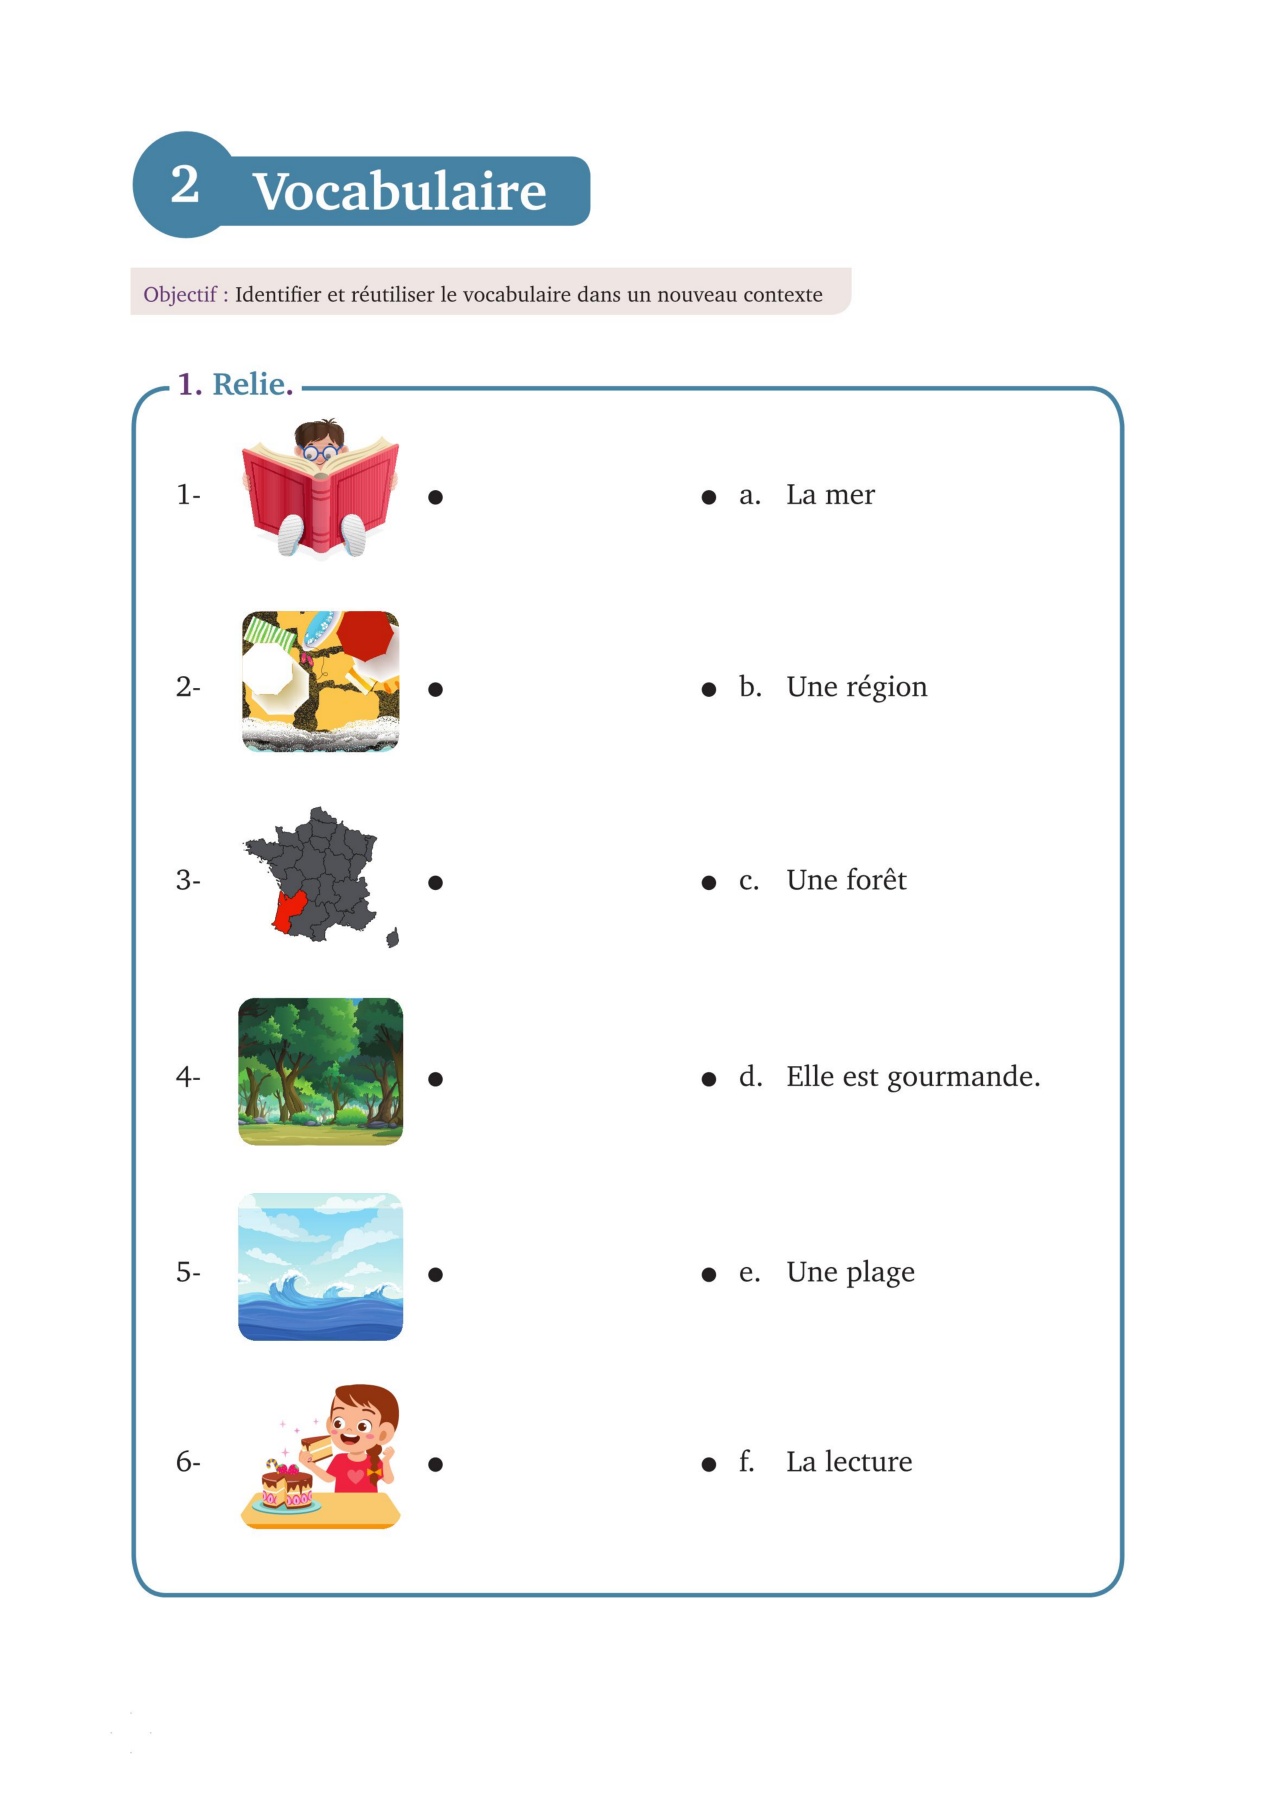 2 Vocabulaire
Objectif : Identifier et réutiliser le vocabulaire dans un nouveau contexte
1. Relie.
1- a. La mer
2- b. Une région
3- c. Une forêt
4- d. Elle est gourmande.
5- e. Une plage
6- f. La lecture